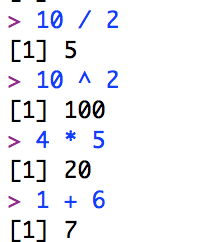 > 10 / 2
[1] 5
> 10 ^ 2
[1] 100
> 4 * 5
[1] 20
> 1 + 6
[1] 7